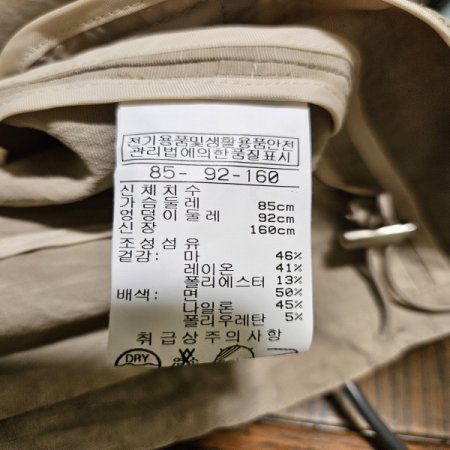 전기용품및생활용품안전
관리법에의한품질표시
85- 92-160
신체치수
가슴둘레 85cm
엉덩이둘레 92cm
신장 160cm
조성섬유
겉감: 마 46%
레이온 41%
폴리에스터 13%
배색: 면 50%
나일론 45%
폴리우레탄 5%
취급상주의사항
DRY